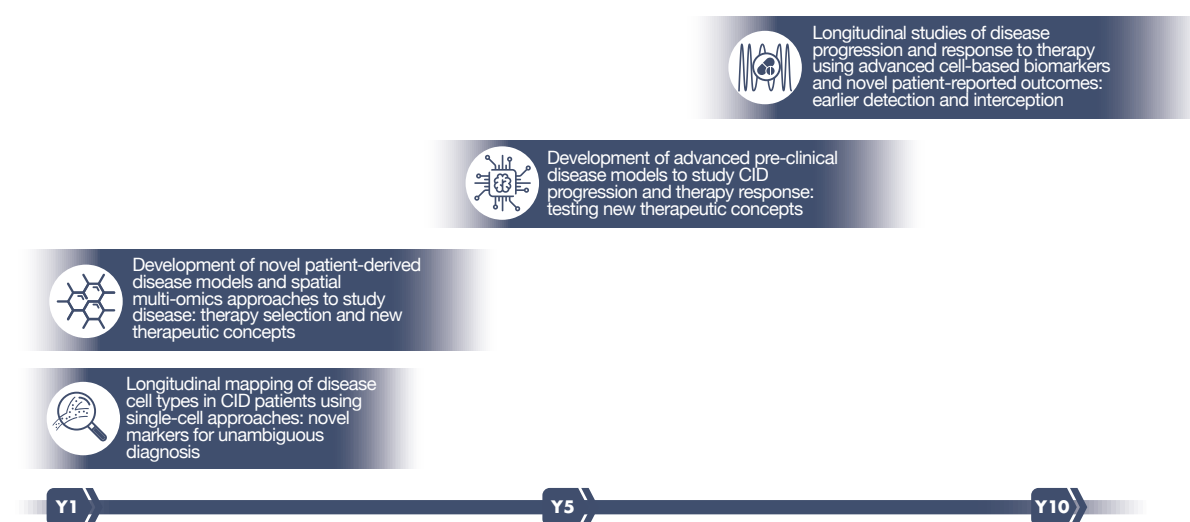 Longitudinal studies of disease
progression and response to therapy
using advanced cell-based biomarkers
and novel patient-reported outcomes:
earlier detection and interception
Development of advanced pre-clinical
disease models to study CID
progression and therapy response:
testing new therapeutic concepts
Development of novel patient-derived
disease models and spatial
multi-omics approaches to study
disease: therapy selection and new
therapeutic concepts
Longitudinal mapping of disease
cell types in CID patients using
single-cell approaches: novel
markers for unambiguous
diagnosis
Y1 Y5 Y10